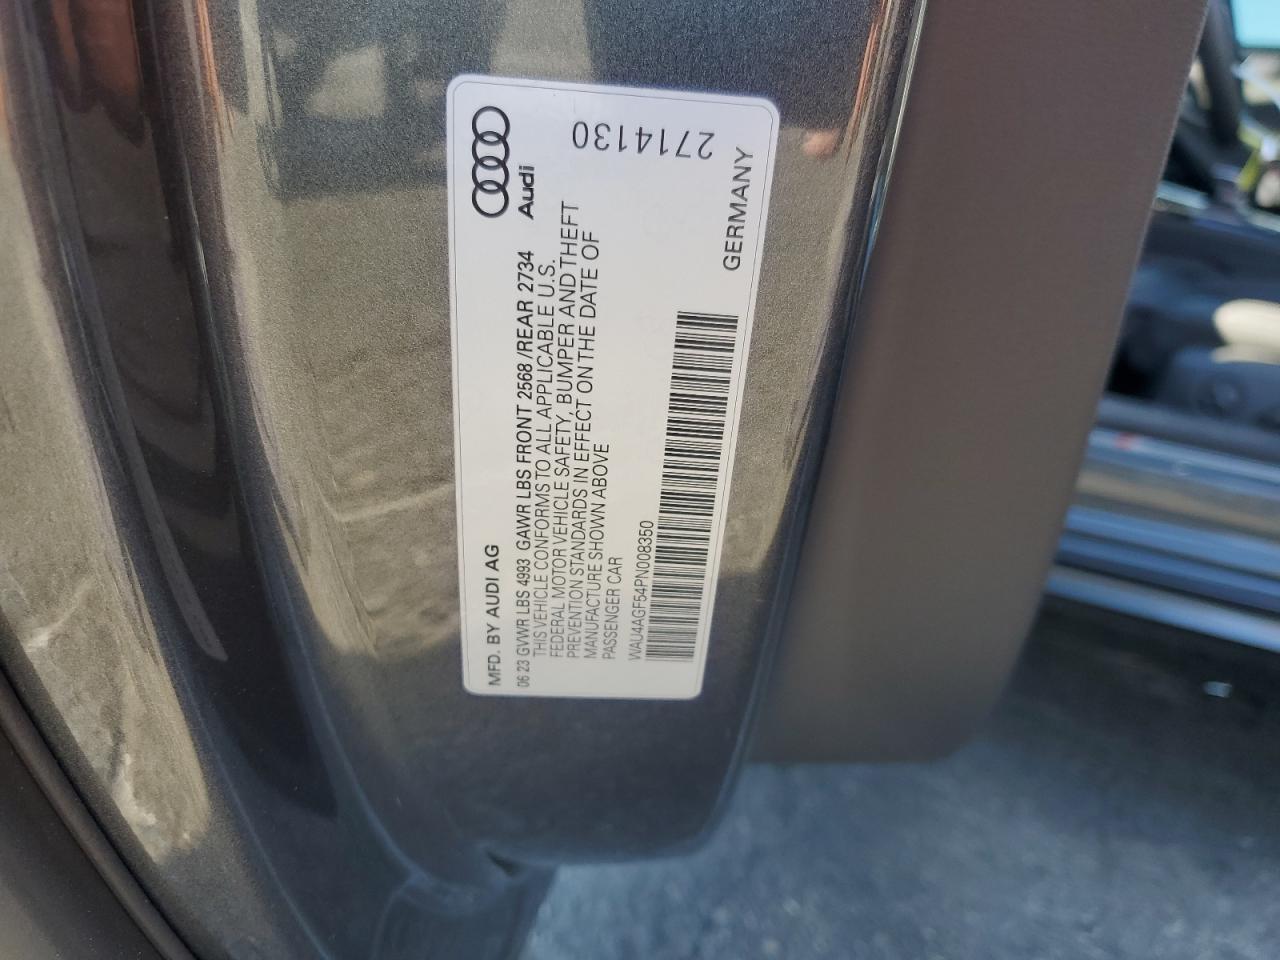 Audi
2714130
MFD. BY AUDI AG
06 23 GVWR LBS 4993 GAWR LBS FRONT 2568 /REAR 2734
THIS VEHICLE CONFORMS TO ALL APPLICABLE U.S.
FEDERAL MOTOR VEHICLE SAFETY, BUMPER AND THEFT
PREVENTION STANDARDS IN EFFECT ON THE DATE OF
MANUFACTURE SHOWN ABOVE
PASSENGER CAR
WAU4AGF54PN008350
GERMANY